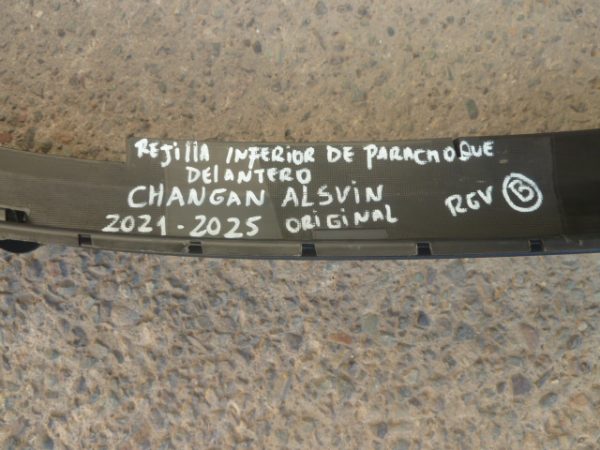 REJILLA INFERIOR DE PARACHOQUE
DELANTERO
CHANGAN ALSVIN
2021-2025 ORIGINAL
RGV B